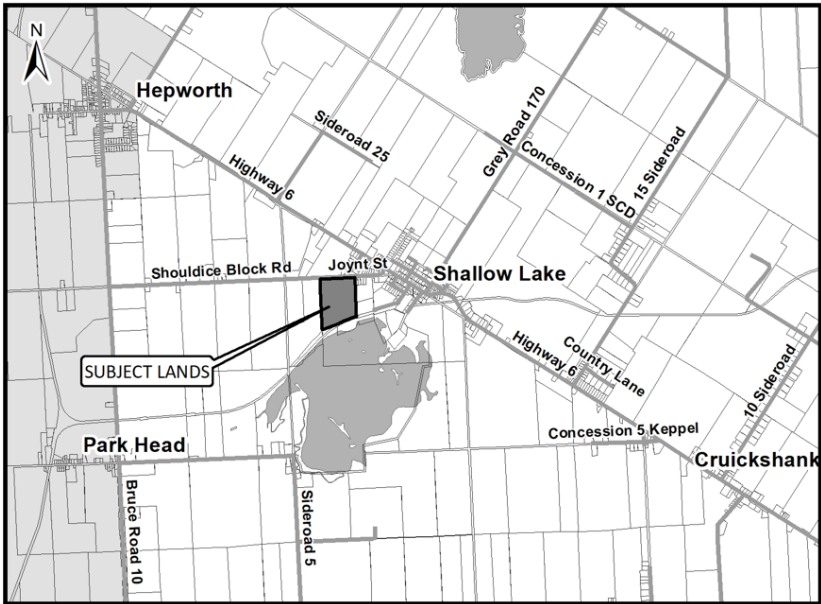 N
Hepworth
Sideroad 25
Grey Road 170
Concession 1 SCD
15 Sideroad
Highway 6
Shouldice Block Rd
Joynt St
Shallow Lake
SUBJECT LANDS
Highway 6
Country Lane
10 Sideroad
Park Head
Concession 5 Keppel
Cruickshank
Bruce Road 10
Sideroad 5